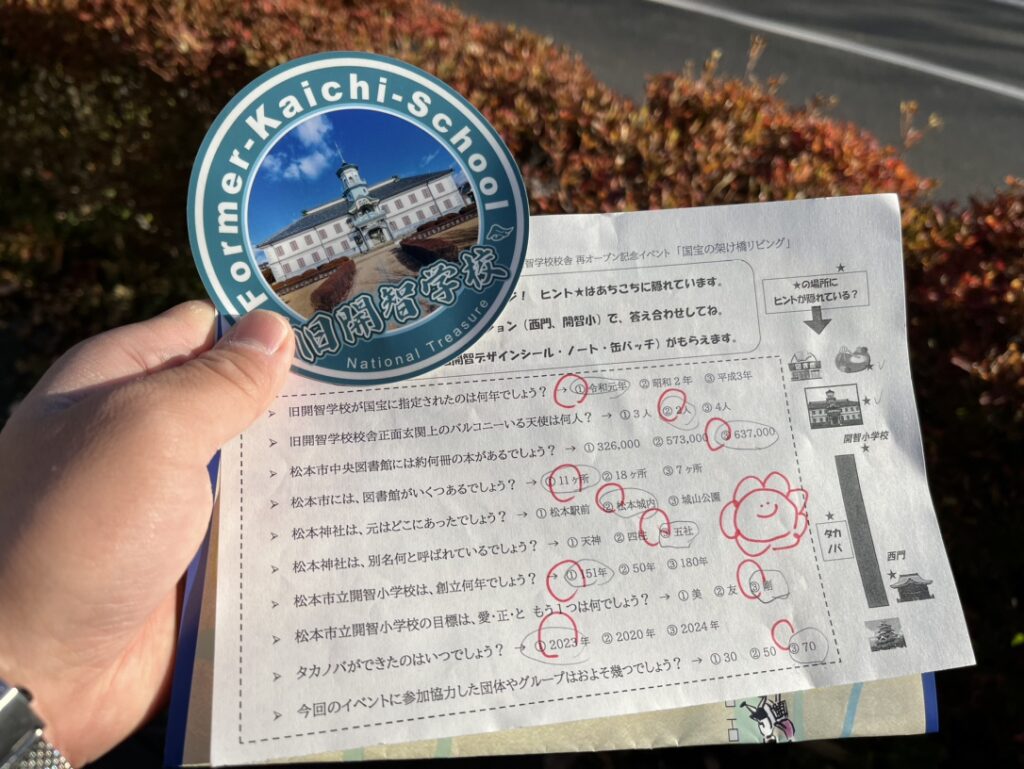 Former-Kaichi-School
旧開智学校
National Treasure
智学校校舎 再オープン記念イベント「国宝の架け橋リビング」
ジ! ヒント★はあちこちに隠れています。
ション(西門、開智小)で、答え合わせしてね。
開智デザインシール・ノート・缶バッチ)がもらえます。
➢ 旧開智学校が国宝に指定されたのは何年でしょう? → ①令和元年 ②昭和2年 ③平成3年
➢ 旧開智学校校舎正面玄関上のバルコニーいる天使は何人? → ①3人 ②2人 ③4人
➢ 松本市中央図書館には約何冊の本があるでしょう? → ①326,000 ②573,000 ③637,000
➢ 松本市には、図書館がいくつあるでしょう? → ①11ヶ所 ②18ヶ所 ③7ヶ所
➢ 松本神社は、元はどこにあったでしょう? → ①松本駅前 ②松本城内 ③城山公園
➢ 松本神社は、別名何と呼ばれているでしょう? → ①天神 ②四柱 ③五社
➢ 松本市立開智小学校は、創立何年でしょう? → ①151年 ②50年 ③180年
➢ 松本市立開智小学校の目標は、愛・正・と もう1つは何でしょう? → ①美 ②友 ③剛
➢ タカノバができたのはいつでしょう? → ①2023年 ②2020年 ③2024年
➢ 今回のイベントに参加協力した団体やグループはおよそ幾つでしょう? → ①30 ②50 ③70
★
★の場所に
ヒントが隠れている?
★
★
開智小学校
★
★
タカノバ
西門
★